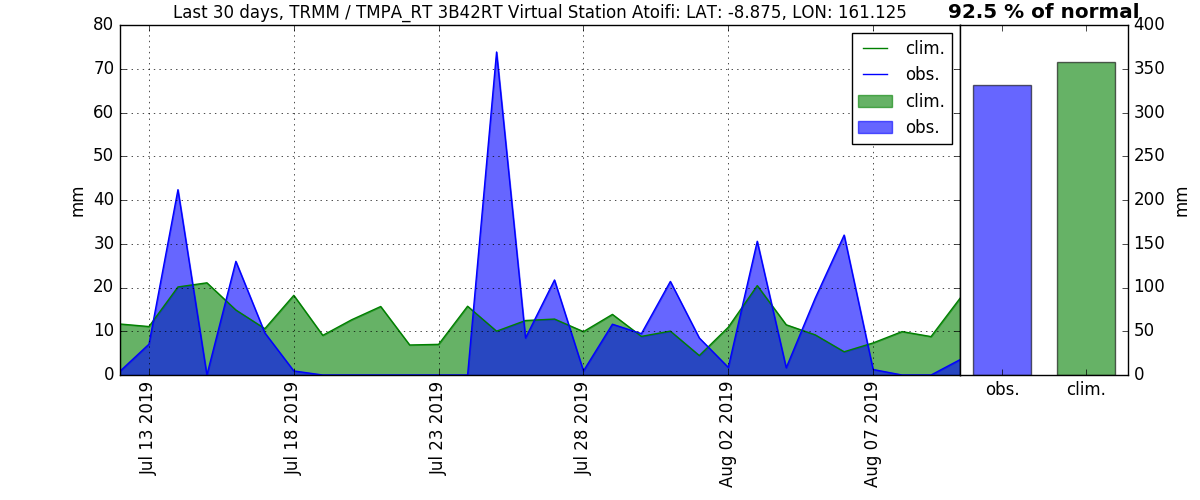 Last 30 days, TRMM / TMPA_RT 3B42RT Virtual Station Atoifi: LAT: -8.875, LON: 161.125
92.5 % of normal
80
70
60
50
40
30
20
10
0
mm
clim.
obs.
clim.
obs.
400
350
300
250
200
150
100
50
0
mm
obs.
clim.
Jul 13 2019
Jul 18 2019
Jul 23 2019
Jul 28 2019
Aug 02 2019
Aug 07 2019